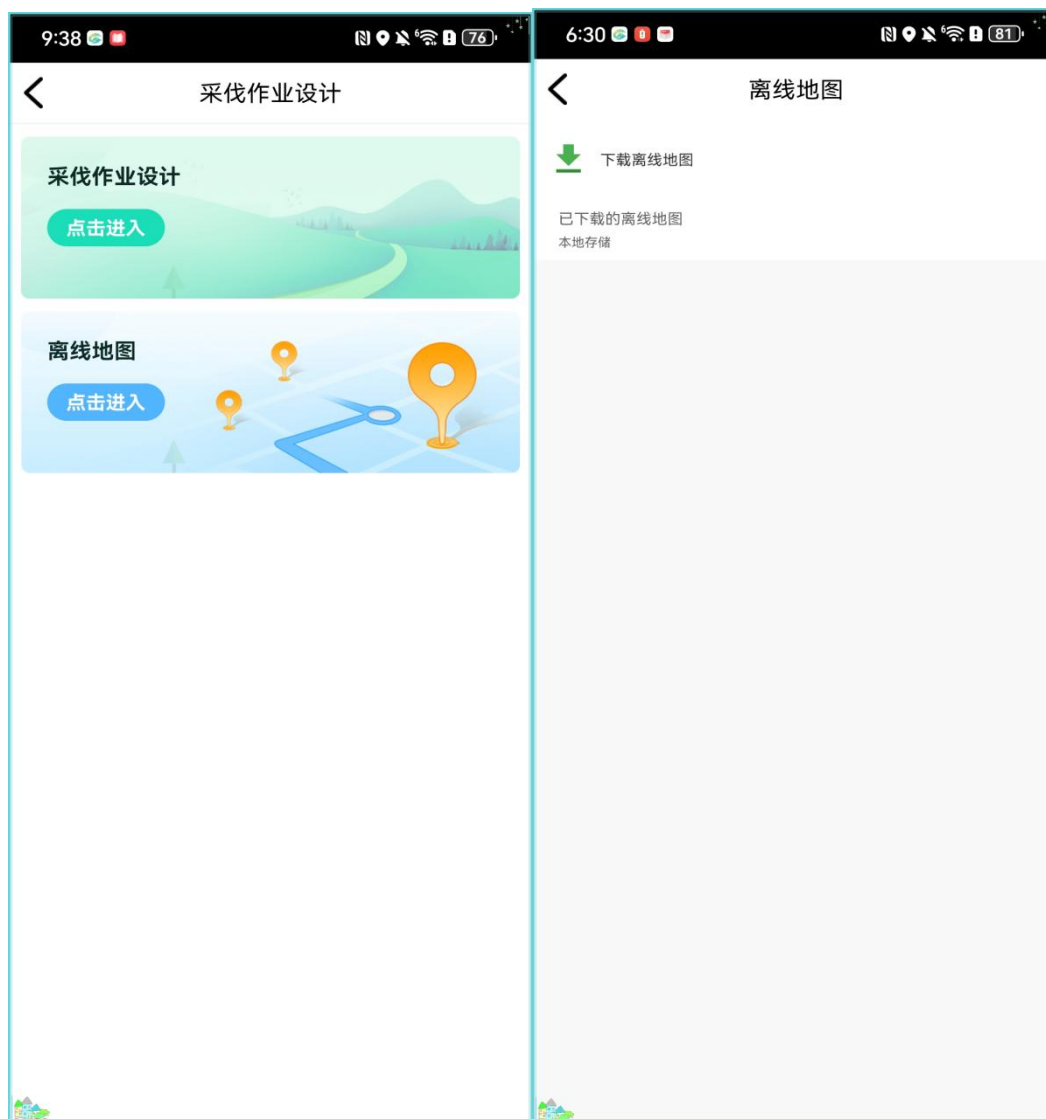 9:38
76
采伐作业设计
采伐作业设计
点击进入
离线地图
点击进入
6:30
81
离线地图
下载离线地图
已下载的离线地图
本地存储